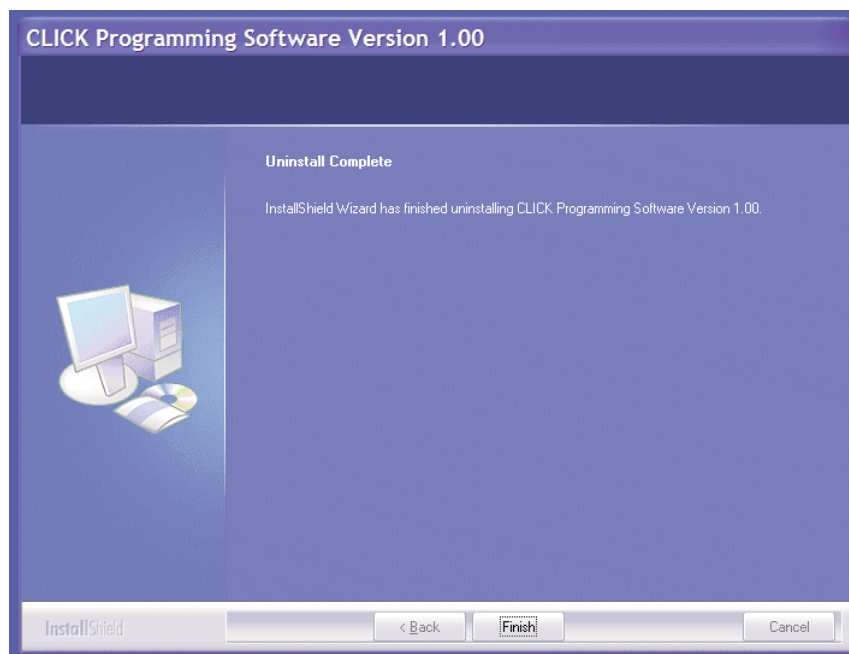 CLICK Programming Software Version 1.00
Uninstall Complete
InstallShield Wizard has finished uninstalling CLICK Programming Software Version 1.00.
InstallShield
< Back
Finish
Cancel